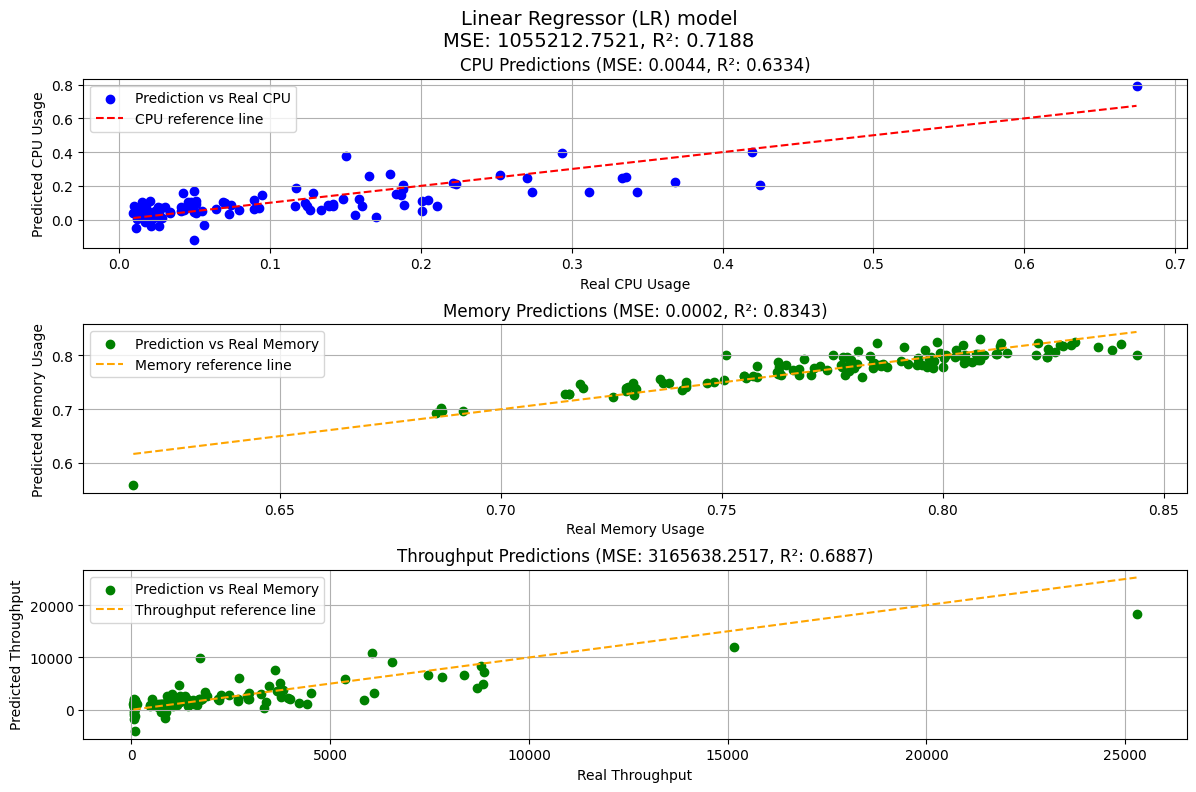 Linear Regressor (LR) model
MSE: 1055212.7521, R²: 0.7188
CPU Predictions (MSE: 0.0044, R²: 0.6334)
Predicted CPU Usage
0.8
0.6
0.4
0.2
0.0
Prediction vs Real CPU
CPU reference line
0.0 0.1 0.2 0.3 0.4 0.5 0.6 0.7
Real CPU Usage
Memory Predictions (MSE: 0.0002, R²: 0.8343)
Predicted Memory Usage
0.8
0.7
0.6
Prediction vs Real Memory
Memory reference line
0.65 0.70 0.75 0.80 0.85
Real Memory Usage
Throughput Predictions (MSE: 3165638.2517, R²: 0.6887)
Predicted Throughput
20000
10000
0
Prediction vs Real Memory
Throughput reference line
0 5000 10000 15000 20000 25000
Real Throughput